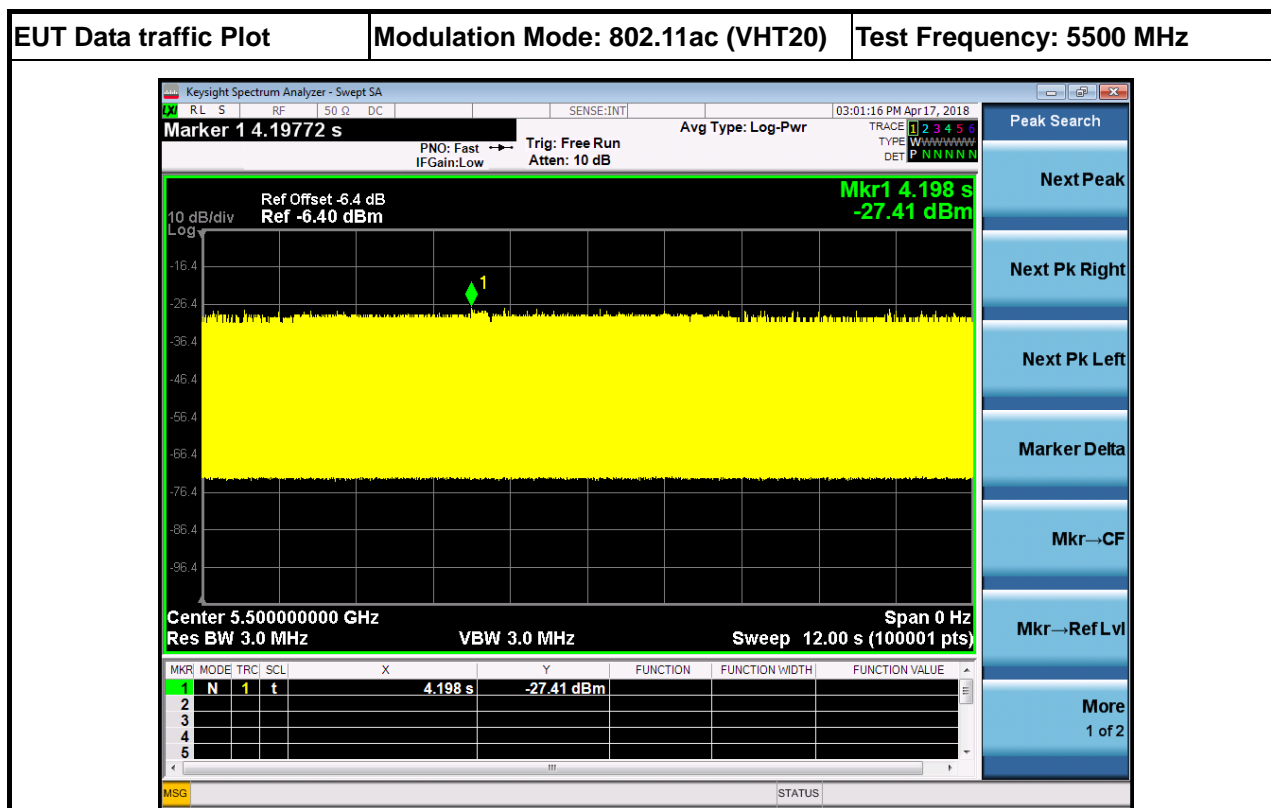 EUT Data traffic Plot Modulation Mode: 802.11ac (VHT20) Test Frequency: 5500 MHz
Keysight Spectrum Analyzer - Swept SA
LXI RL S RF 50 Ω DC SENSE:INT 03:01:16 PM Apr 17, 2018
Marker 1 4.19772 s
PNO: Fast
IFGain:Low
Trig: Free Run
Atten: 10 dB
Avg Type: Log-Pwr
TRACE 1 2 3 4 5 6
TYPE WWWWWW
DET P N N N N N
Peak Search
Next Peak
Next Pk Right
Next Pk Left
Marker Delta
Mkr→CF
Mkr→Ref Lvl
More
1 of 2
Ref Offset -6.4 dB
10 dB/div Ref -6.40 dBm
Log
Mkr1 4.198 s
-27.41 dBm
1
-16.4
-26.4
-36.4
-46.4
-56.4
-66.4
-76.4
-86.4
-96.4
Center 5.500000000 GHz Span 0 Hz
Res BW 3.0 MHz VBW 3.0 MHz Sweep 12.00 s (100001 pts)
MKR MODE TRC SCL X Y FUNCTION FUNCTION WIDTH FUNCTION VALUE
1 N 1 t 4.198 s -27.41 dBm
2
3
4
5
MSG STATUS